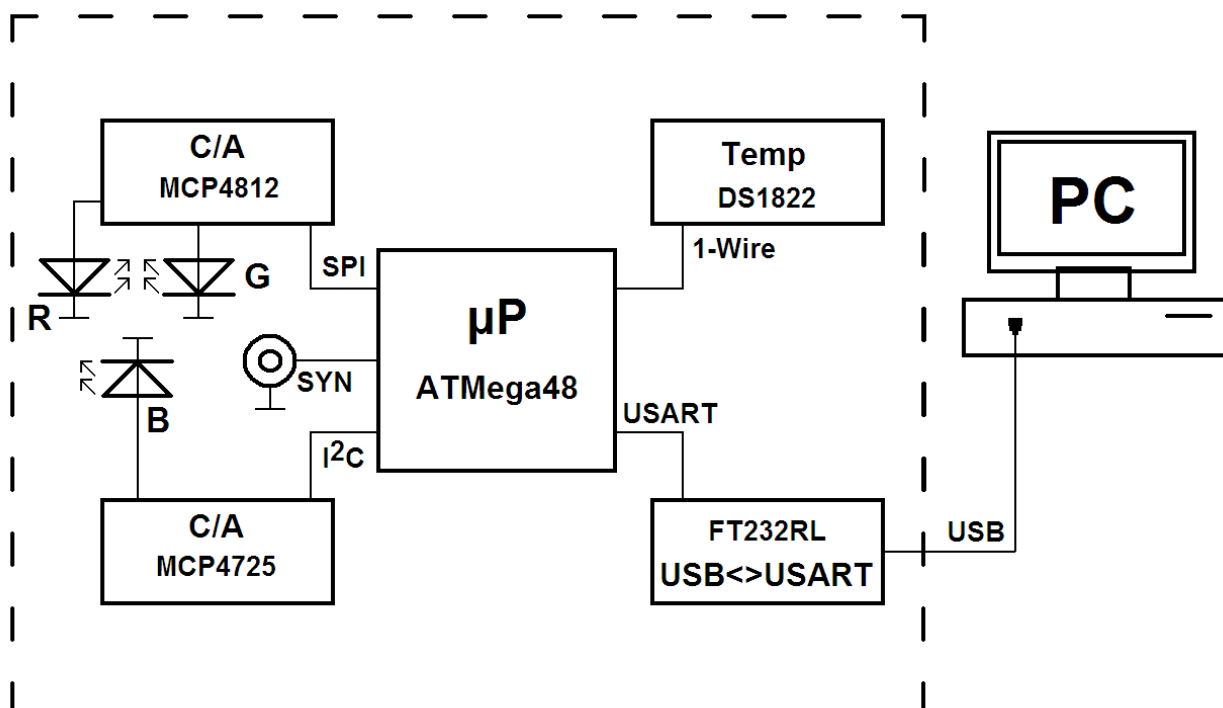 C/A
MCP4812
Temp
DS1822
PC
1-Wire
SPI
G
R
µP
ATMega48
SYN
B
USART
I²C
C/A
MCP4725
FT232RL
USB<>USART
USB